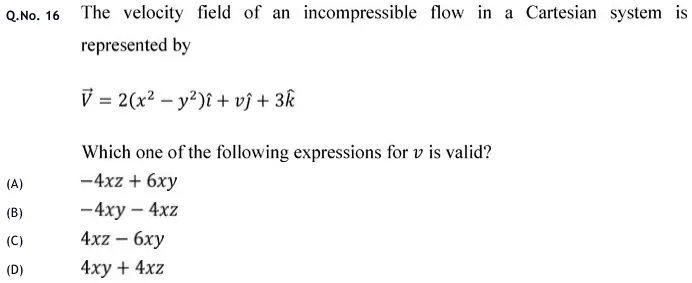 Q.No. 16 The velocity field of an incompressible flow in a Cartesian system is
represented by
V⃗ = 2(x² − y²)î + vĵ + 3k̂
Which one of the following expressions for v is valid?
(A) −4xz + 6xy
(B) −4xy − 4xz
(C) 4xz − 6xy
(D) 4xy + 4xz